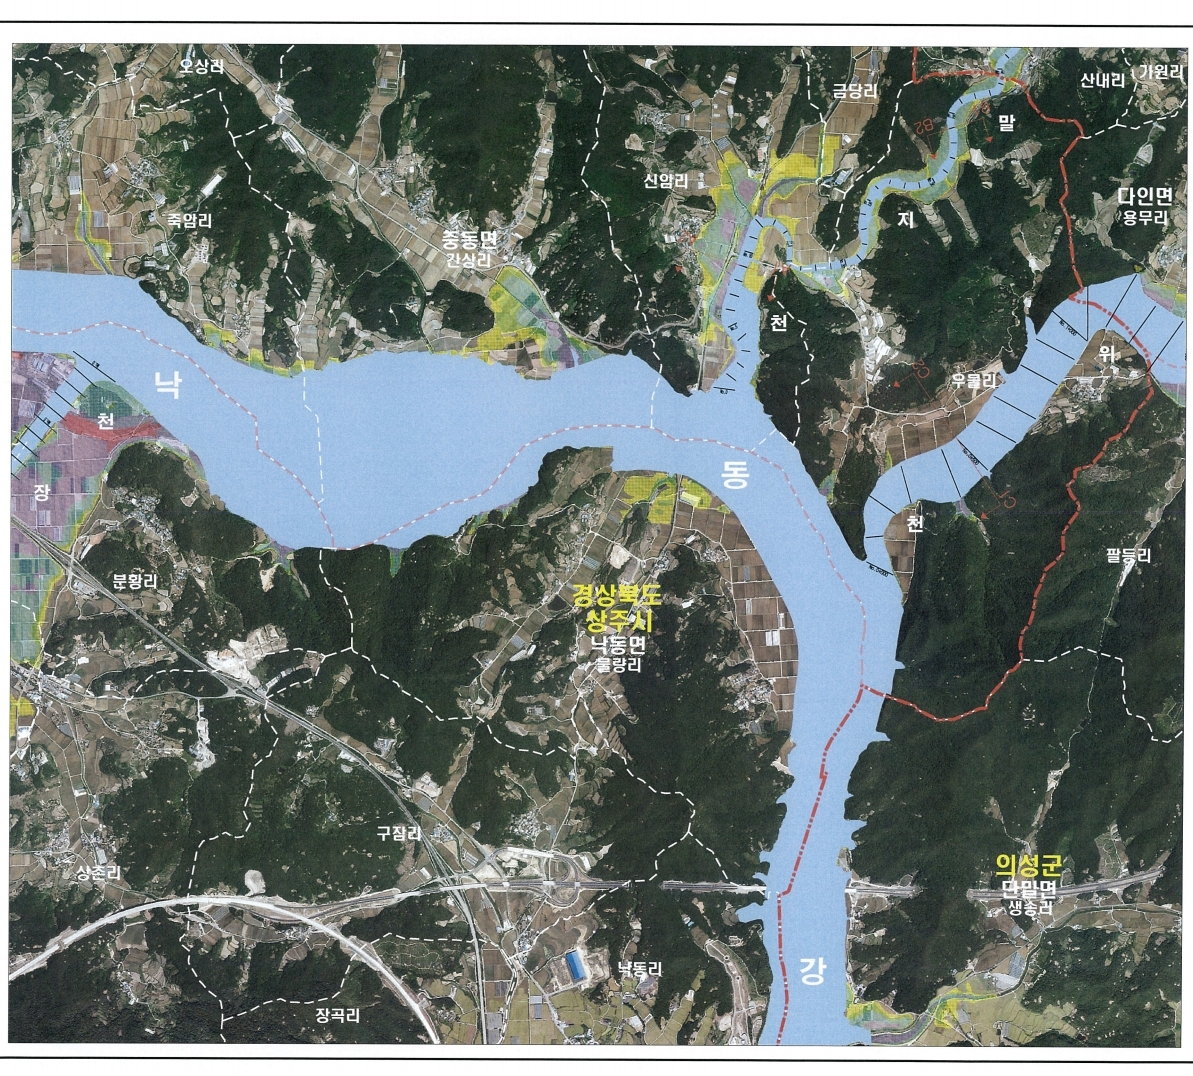 오상리
금당리
산내리
기원리
B2
말
신암리
다인면
용무리
죽암리
지
중동면
간상리
천
위
우물리
낙
천
동
장
천
분황리
팔등리
경상북도
상주시
낙동면
물량리
구잠리
상촌리
의성군
단밀면
생송리
낙동리
강
장곡리